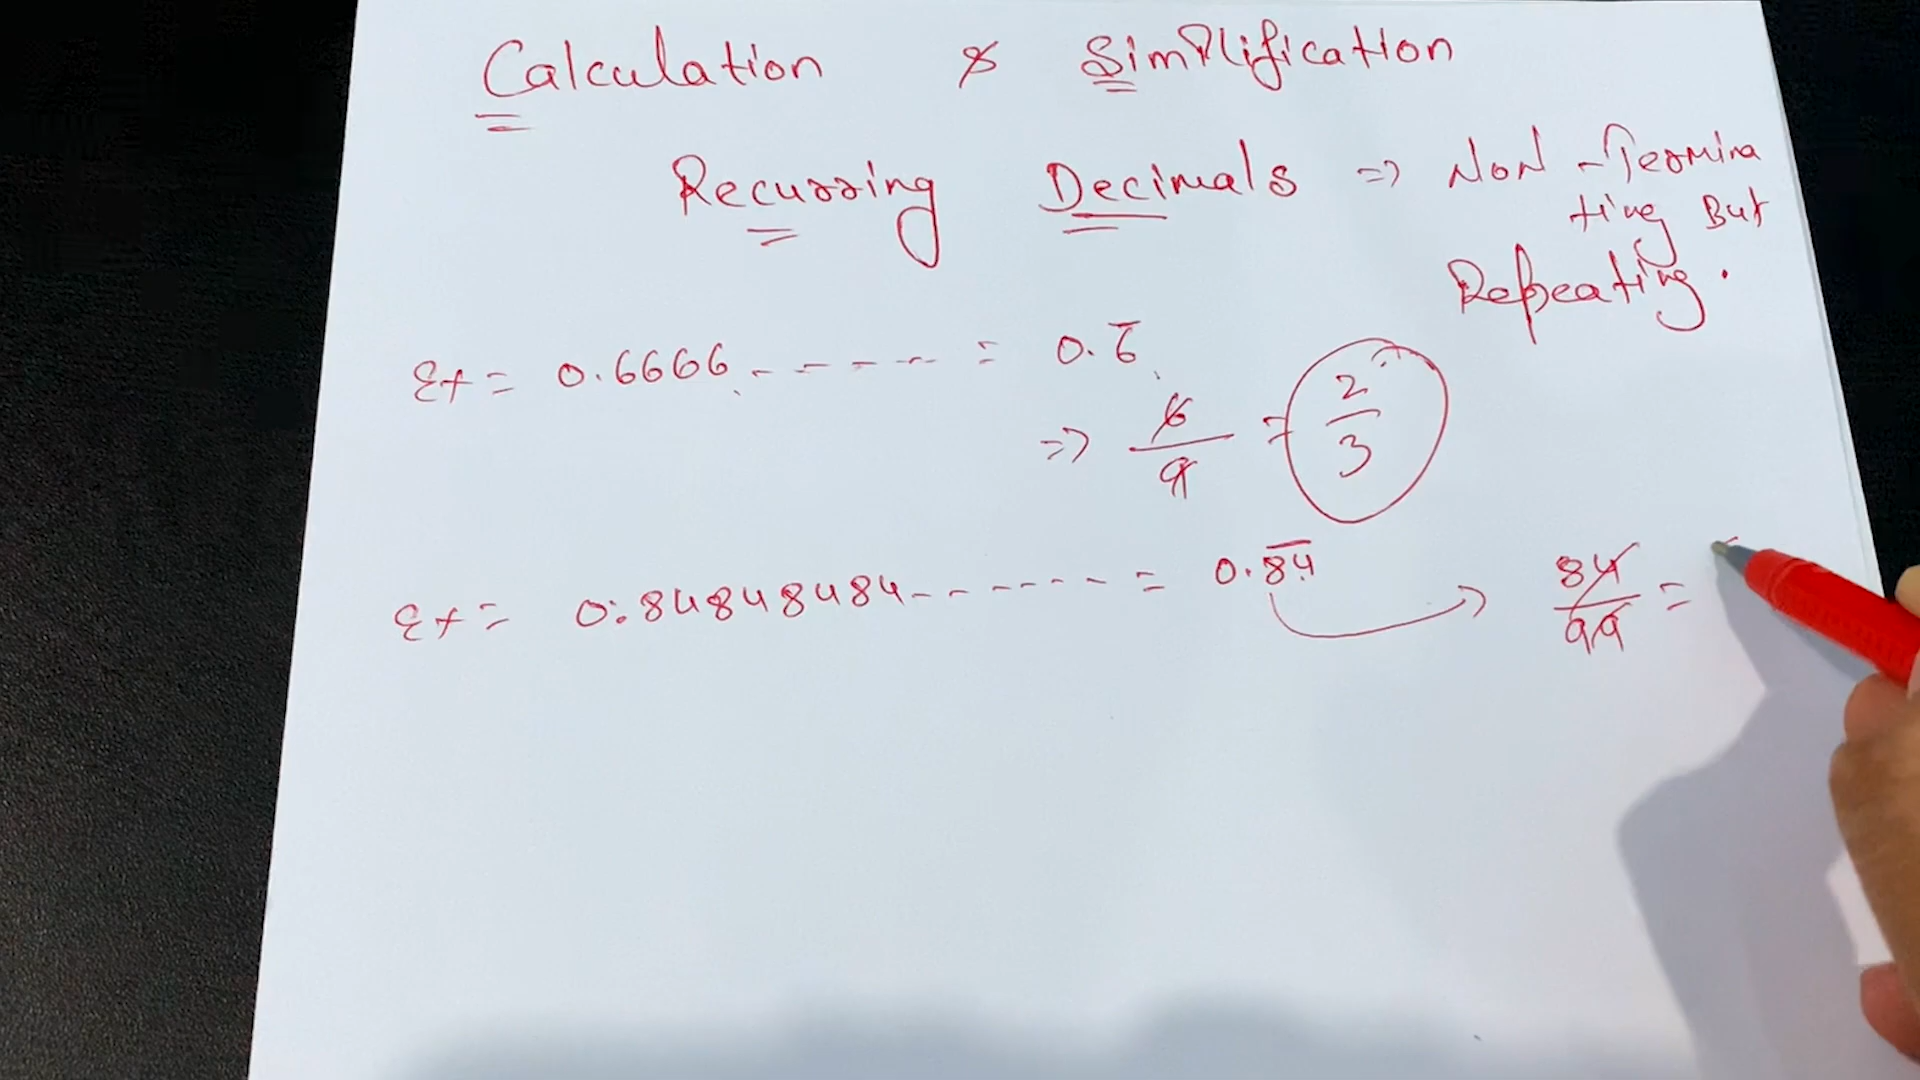 Calculation & Simplification
Recurring Decimals => Non-Termina
ting But
Repeating.
Ex = 0.6666 ------ = 0.6̅
=> 6/9 = 2/3
Ex = 0.84848484------ = 0.8̅4̅ → 84/99 =